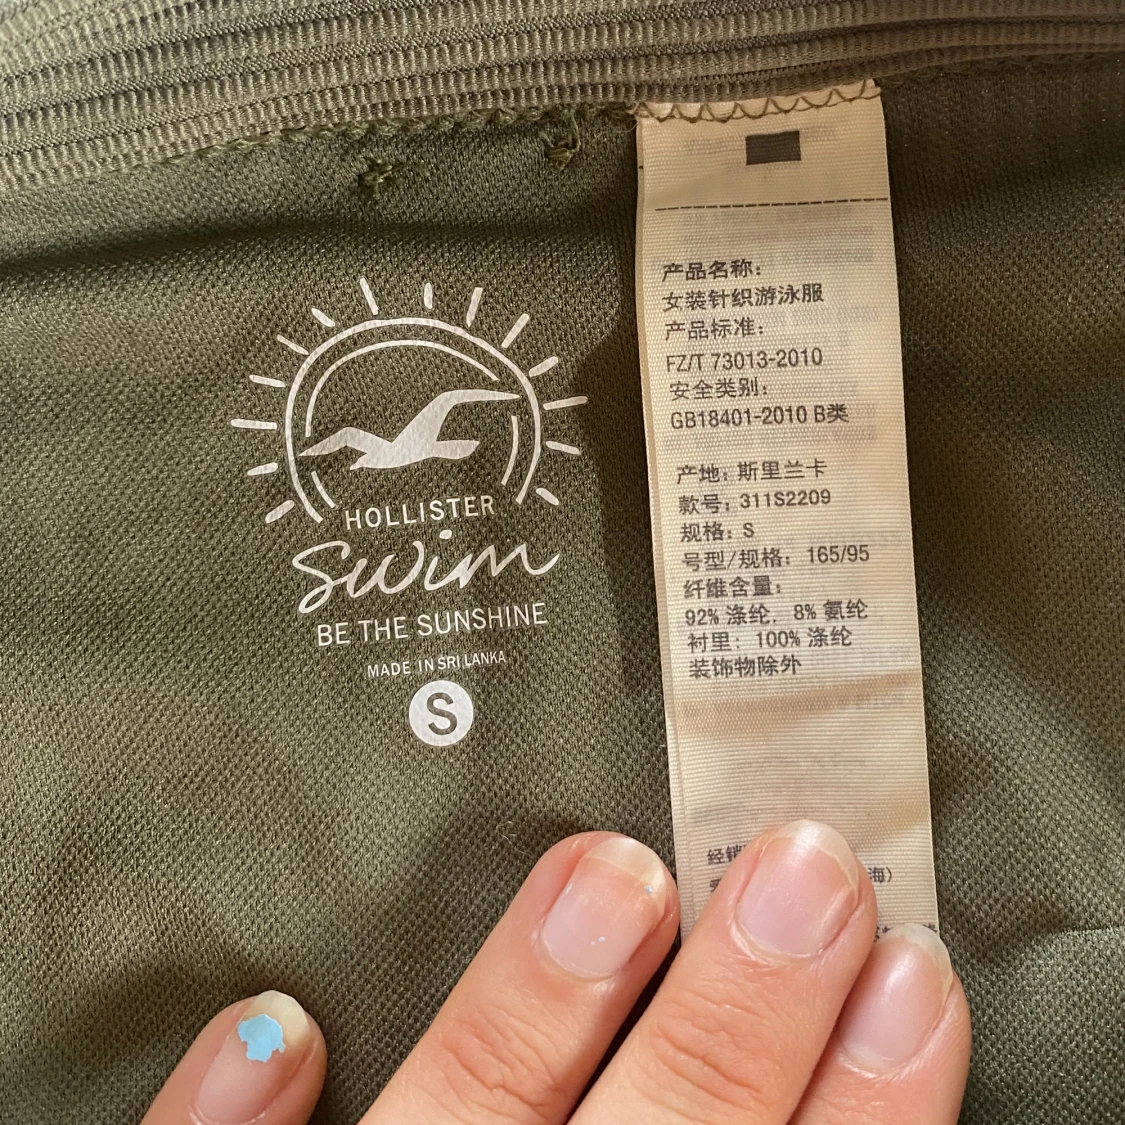 HOLLISTER
Swim
BE THE SUNSHINE
MADE IN SRI LANKA
S
产品名称:
女装针织游泳服
产品标准:
FZ/T 73013-2010
安全类别:
GB18401-2010 B类
产地: 斯里兰卡
款号: 311S2209
规格: S
号型/规格: 165/95
纤维含量:
92% 涤纶, 8% 氨纶
衬里: 100% 涤纶
装饰物除外
经销
海)